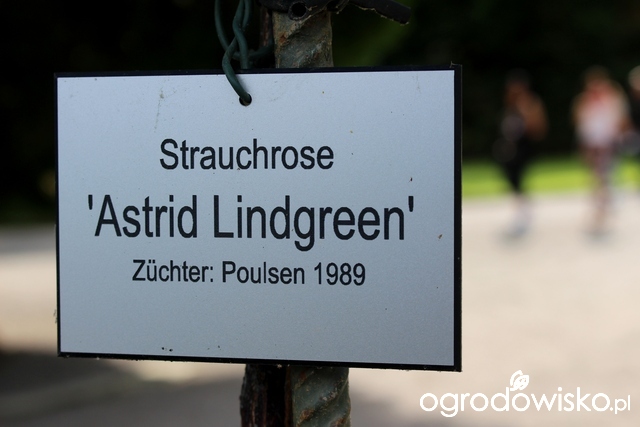 Strauchrose
'Astrid Lindgreen'
Züchter: Poulsen 1989
ogrodowisko.pl